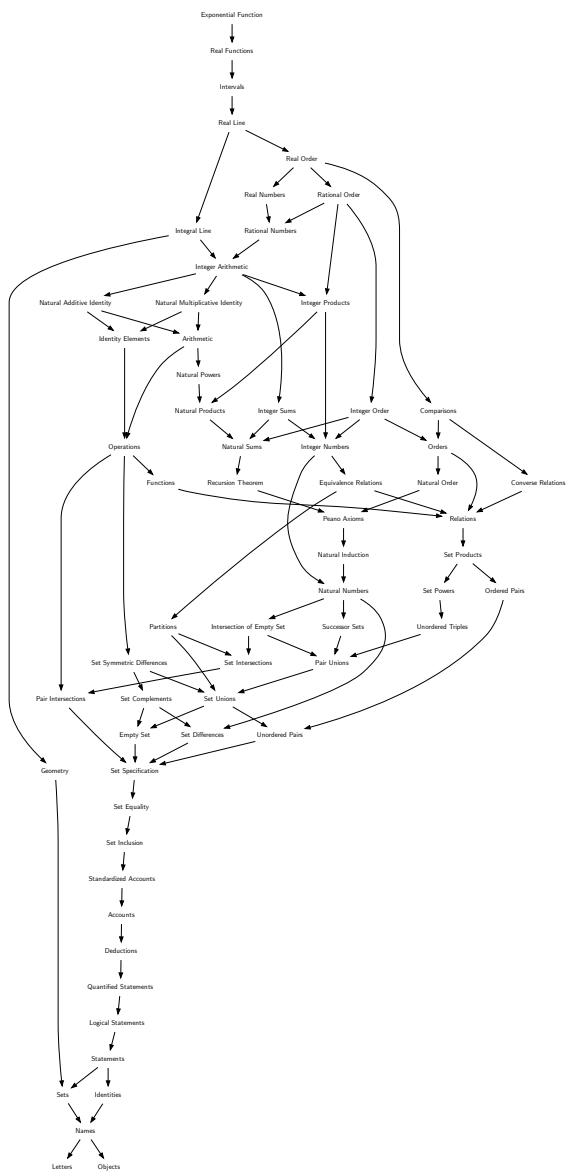 Exponential Function
Real Functions
Intervals
Real Line
Real Order
Real Numbers
Rational Order
Integral Line
Rational Numbers
Integer Arithmetic
Natural Additive Identity
Natural Multiplicative Identity
Integer Products
Identity Elements
Arithmetic
Natural Powers
Natural Products
Integer Sums
Integer Order
Comparisons
Operations
Natural Sums
Integer Numbers
Orders
Functions
Recursion Theorem
Equivalence Relations
Natural Order
Converse Relations
Peano Axioms
Relations
Natural Induction
Set Products
Natural Numbers
Set Powers
Ordered Pairs
Partitions
Intersection of Empty Set
Successor Sets
Unordered Triples
Set Symmetric Differences
Set Intersections
Pair Unions
Pair Intersections
Set Complements
Set Unions
Empty Set
Set Differences
Unordered Pairs
Geometry
Set Specification
Set Equality
Set Inclusion
Standardized Accounts
Accounts
Deductions
Quantified Statements
Logical Statements
Statements
Sets
Identities
Names
Letters
Objects